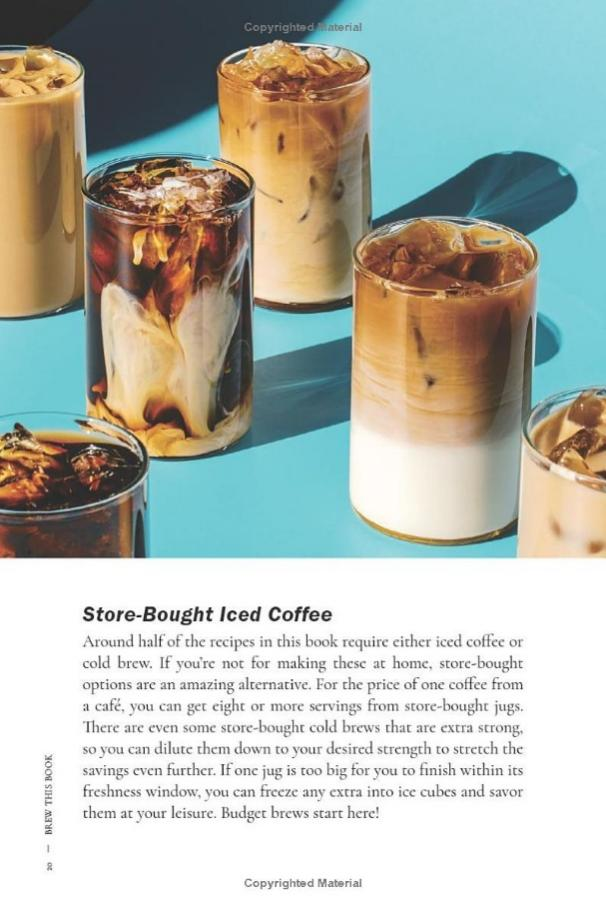 Copyrighted Material
Store-Bought Iced Coffee
Around half of the recipes in this book require either iced coffee or
cold brew. If you’re not for making these at home, store-bought
options are an amazing alternative. For the price of one coffee from
a café, you can get eight or more servings from store-bought jugs.
There are even some store-bought cold brews that are extra strong,
so you can dilute them down to your desired strength to stretch the
savings even further. If one jug is too big for you to finish within its
freshness window, you can freeze any extra into ice cubes and savor
them at your leisure. Budget brews start here!
20 — BREW THIS BOOK
Copyrighted Material